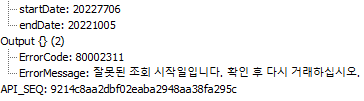 startDate: 20227706
endDate: 20221005
Output {} (2)
ErrorCode: 80002311
ErrorMessage: 잘못된 조회 시작일입니다, 확인 후 다시 거래하십시오,
API_SEQ: 9214c8aa2dbf02eaba2948aa38fa295c